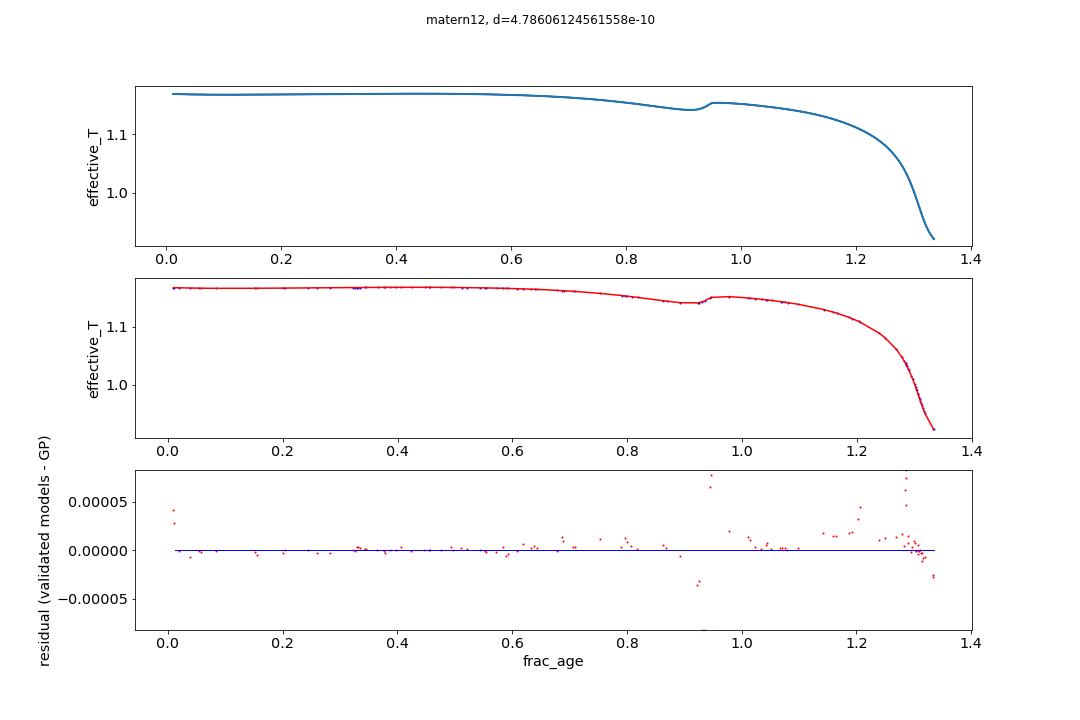 matern12, d=4.78606124561558e-10
effective_T
1.1
1.0
0.0 0.2 0.4 0.6 0.8 1.0 1.2 1.4
effective_T
1.1
1.0
0.0 0.2 0.4 0.6 0.8 1.0 1.2 1.4
residual (validated models - GP)
0.00005
0.00000
−0.00005
0.0 0.2 0.4 0.6 0.8 1.0 1.2 1.4
frac_age